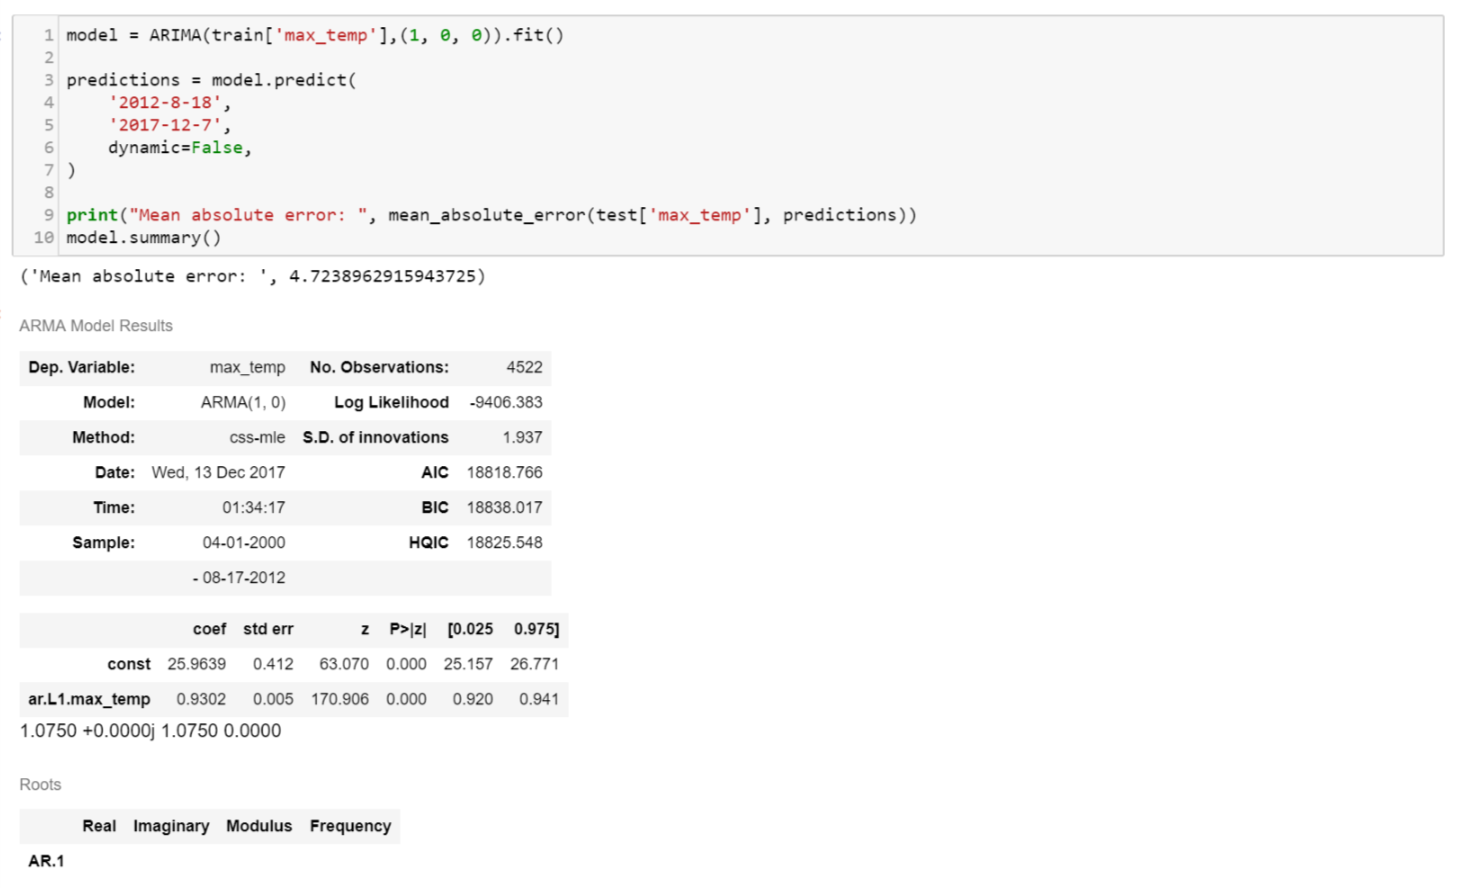 1 model = ARIMA(train['max_temp'],(1, 0, 0)).fit()
2
3 predictions = model.predict(
4     '2012-8-18',
5     '2017-12-7',
6     dynamic=False,
7 )
8
9 print("Mean absolute error: ", mean_absolute_error(test['max_temp'], predictions))
10 model.summary()
('Mean absolute error: ', 4.7238962915943725)
ARMA Model Results
Dep. Variable: max_temp No. Observations: 4522
Model: ARMA(1, 0) Log Likelihood -9406.383
Method: css-mle S.D. of innovations 1.937
Date: Wed, 13 Dec 2017 AIC 18818.766
Time: 01:34:17 BIC 18838.017
Sample: 04-01-2000 HQIC 18825.548
- 08-17-2012
coef std err z P>|z| [0.025 0.975]
const 25.9639 0.412 63.070 0.000 25.157 26.771
ar.L1.max_temp 0.9302 0.005 170.906 0.000 0.920 0.941
1.0750 +0.0000j 1.0750 0.0000
Roots
Real Imaginary Modulus Frequency
AR.1